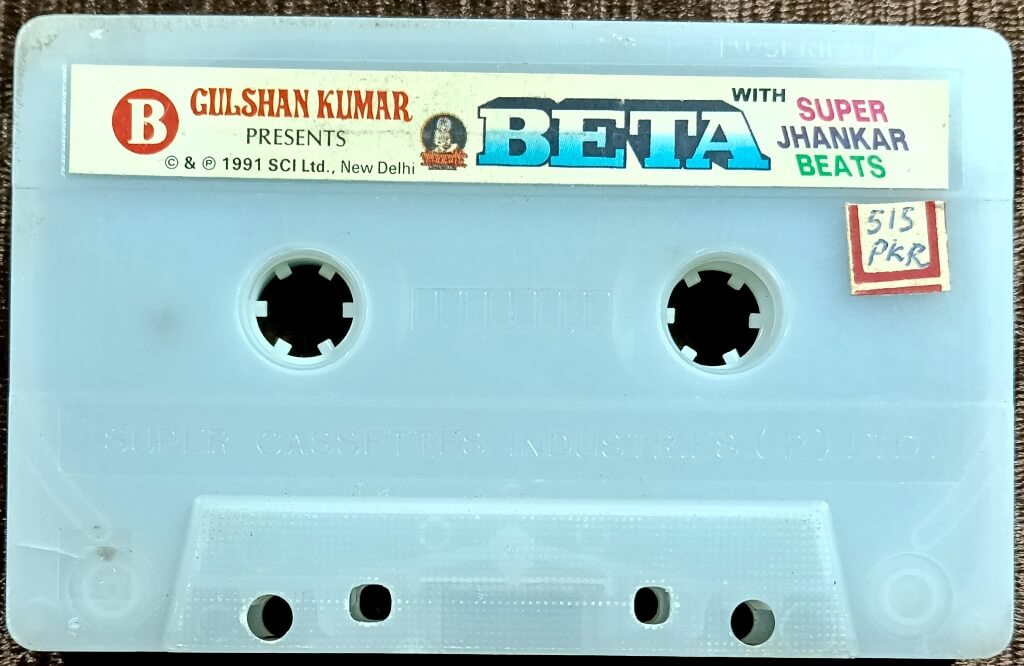 B
GULSHAN KUMAR
PRESENTS
© & ℗ 1991 SCI Ltd., New Delhi
BETA
WITH
SUPER
JHANKAR
BEATS
515
PKR
SUPER CASSETTES INDUSTRIES (P) LTD.